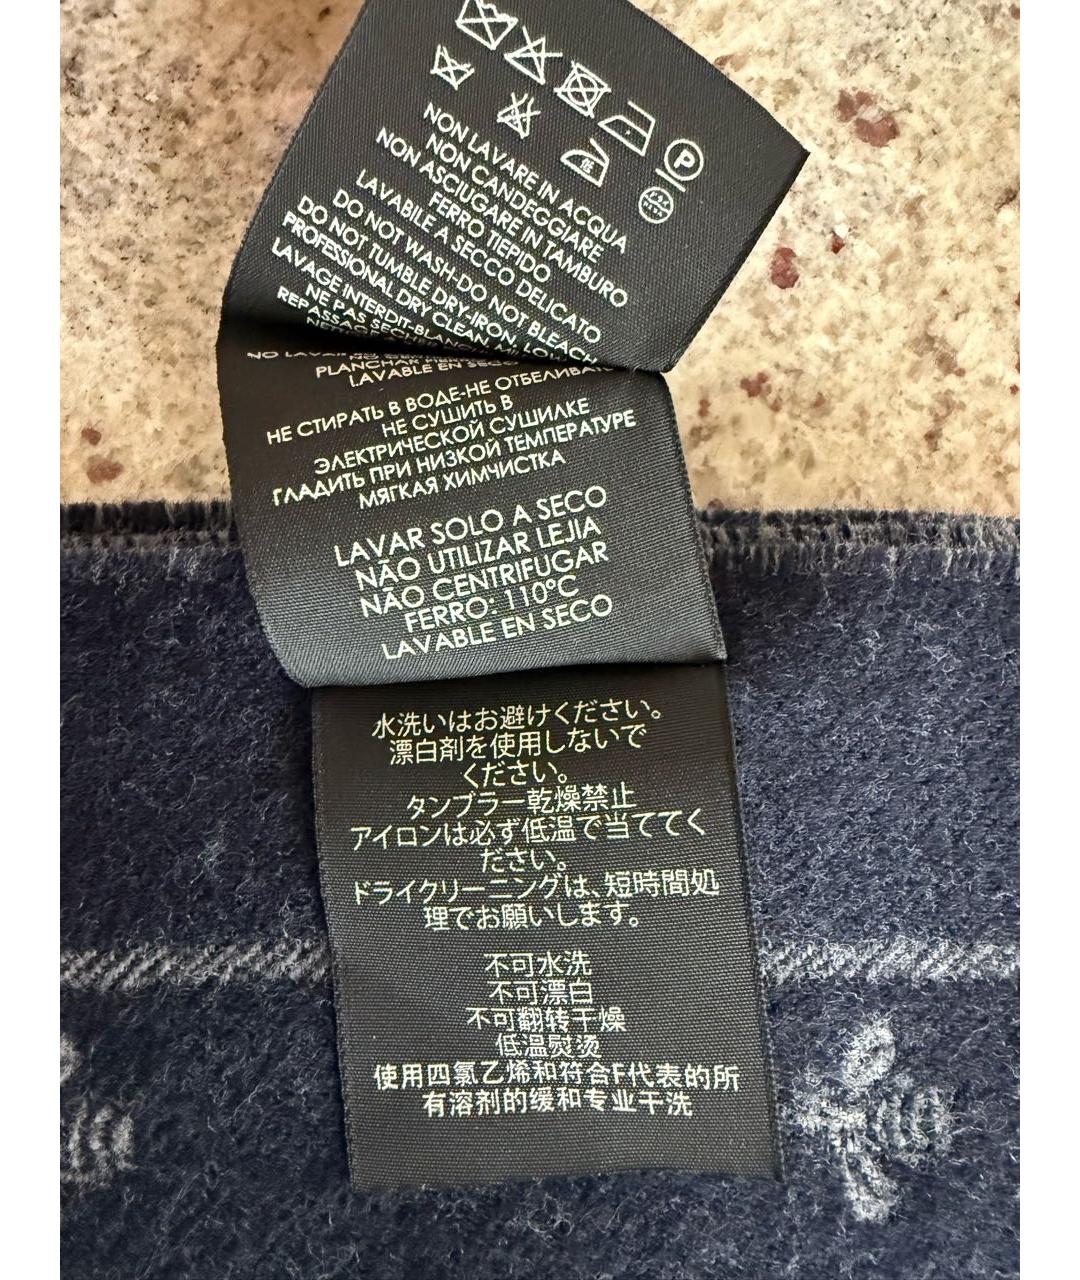 P
NON LAVARE IN ACQUA
NON CANDEGGIARE
NON ASCIUGARE IN TAMBURO
FERRO TIEPIDO
LAVABILE A SECCO DELICATO
DO NOT WASH-DO NOT BLEACH
DO NOT TUMBLE DRY-IRON, LOW
PROFESSIONAL DRY CLEAN,
LAVAGE INTERDIT-
NE PAS
REP
PLANCHAR
LAVABLE EN SECO
НЕ СТИРАТЬ В ВОДЕ-НЕ ОТБЕЛИВАТЬ
НЕ СУШИТЬ В
ЭЛЕКТРИЧЕСКОЙ СУШИЛКЕ
ГЛАДИТЬ ПРИ НИЗКОЙ ТЕМПЕРАТУРЕ
МЯГКАЯ ХИМЧИСТКА
LAVAR SOLO A SECO
NÃO UTILIZAR LEJIA
NÃO CENTRIFUGAR
FERRO: 110°C
LAVABLE EN SECO
水洗いはお避けください。
漂白剤を使用しないで
ください。
タンブラー乾燥禁止
アイロンは必ず低温で当ててく
ださい。
ドライクリーニングは、短時間処
理でお願いします。
不可水洗
不可漂白
不可翻转干燥
低温熨烫
使用四氯乙烯和符合F代表的所
有溶剂的缓和专业干洗